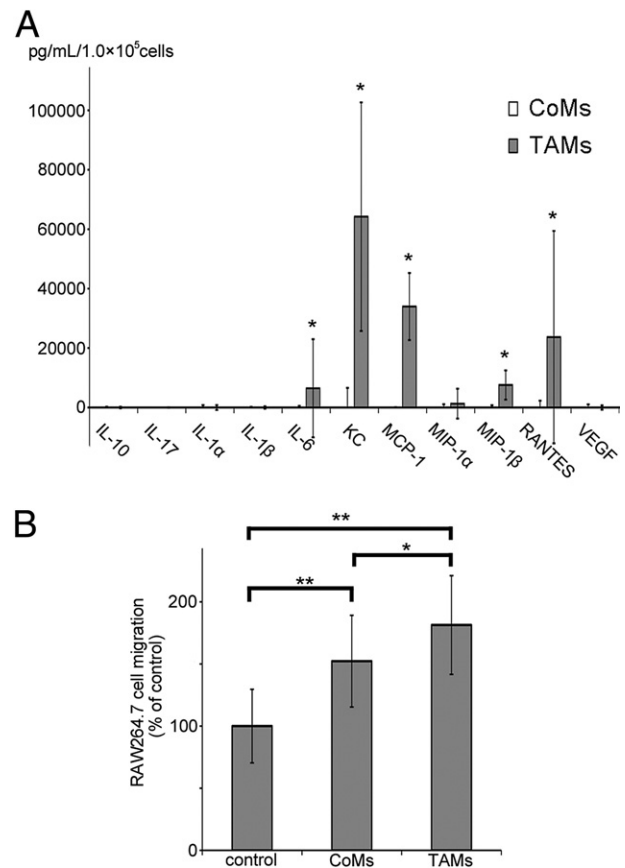 A
pg/mL/1.0×10⁵cells
100000
80000
60000
40000
20000
0
CoMs
TAMs
*
*
*
*
*
IL-10
IL-17
IL-1α
IL-1β
IL-6
KC
MCP-1
MIP-1α
MIP-1β
RANTES
VEGF
B
**
**
*
RAW264.7 cell migration
(% of control)
200
100
0
control
CoMs
TAMs